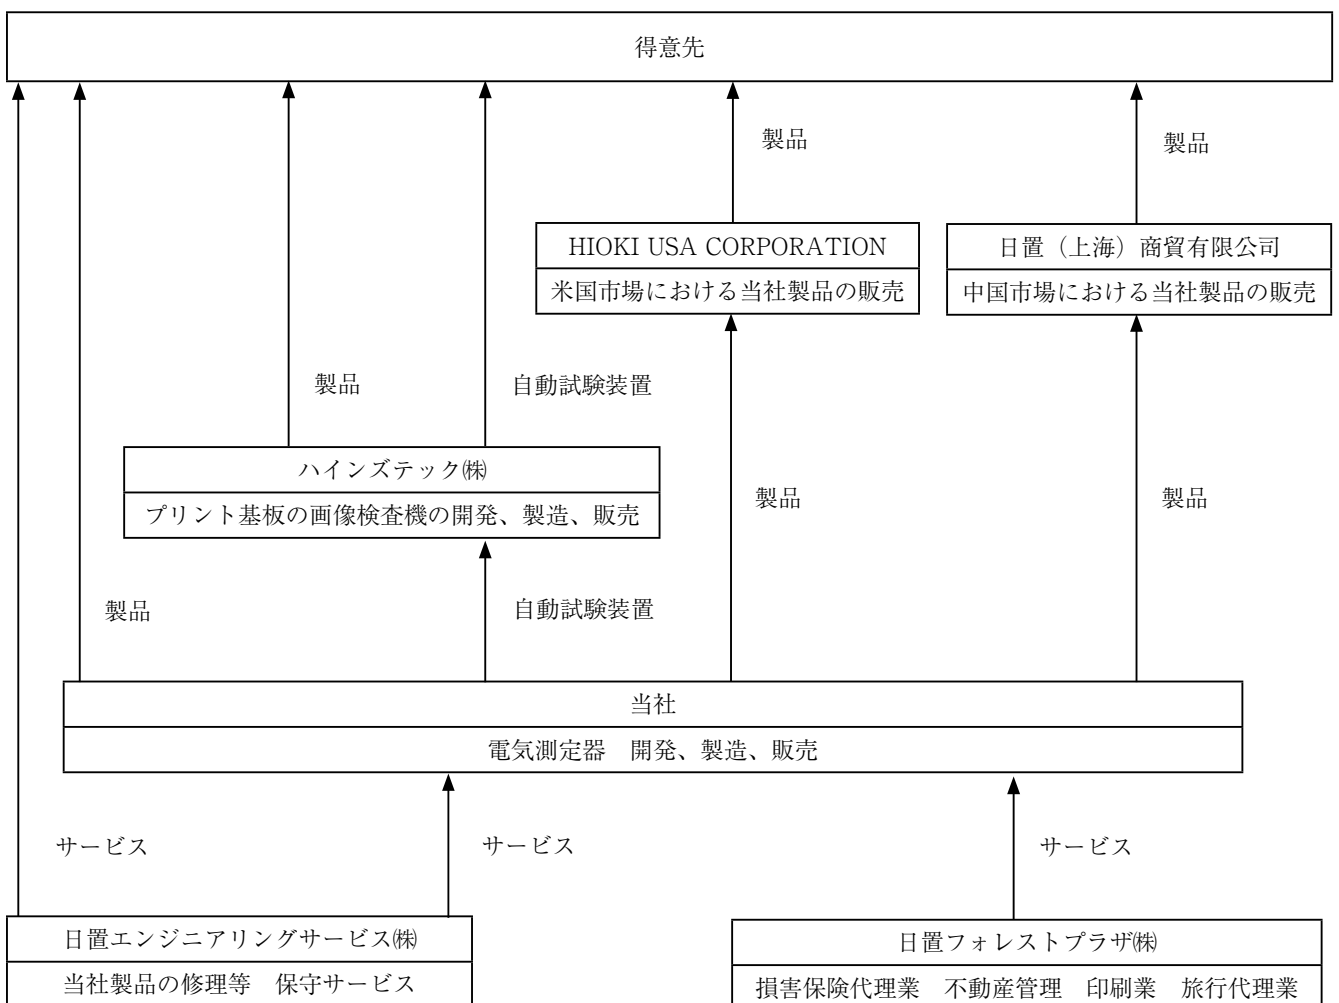 得意先
製品
製品
HIOKI USA CORPORATION
米国市場における当社製品の販売
日置（上海）商貿有限公司
中国市場における当社製品の販売
製品
自動試験装置
ハインズテック㈱
プリント基板の画像検査機の開発、製造、販売
製品
製品
製品
自動試験装置
当社
電気測定器　開発、製造、販売
サービス
サービス
サービス
日置エンジニアリングサービス㈱
当社製品の修理等　保守サービス
日置フォレストプラザ㈱
損害保険代理業　不動産管理　印刷業　旅行代理業